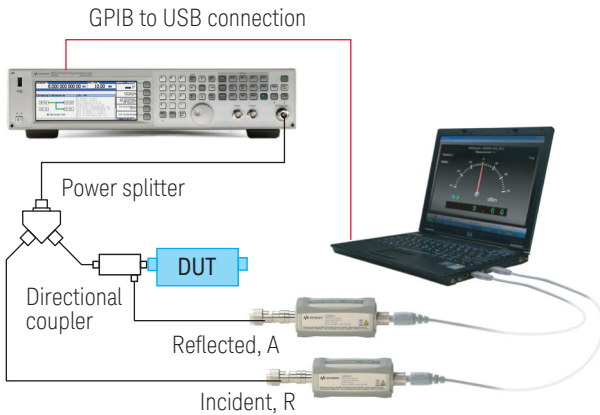 GPIB to USB connection
Power splitter
DUT
Directional
coupler
Reflected, A
Incident, R